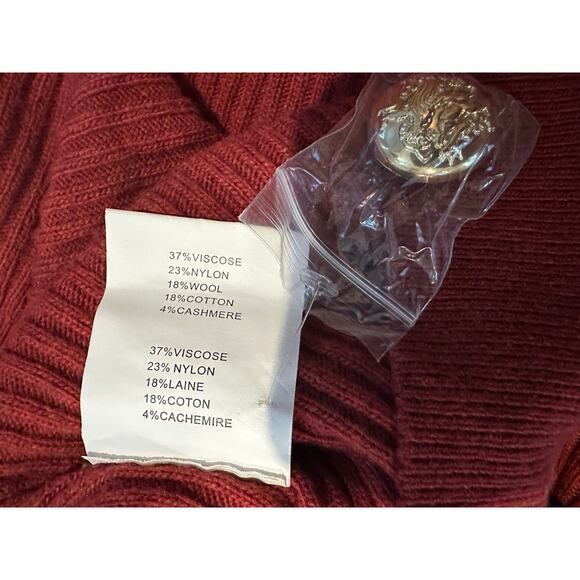 37%VISCOSE
23%NYLON
18%WOOL
18%COTTON
4%CASHMERE
37%VISCOSE
23% NYLON
18%LAINE
18%COTON
4%CACHEMIRE